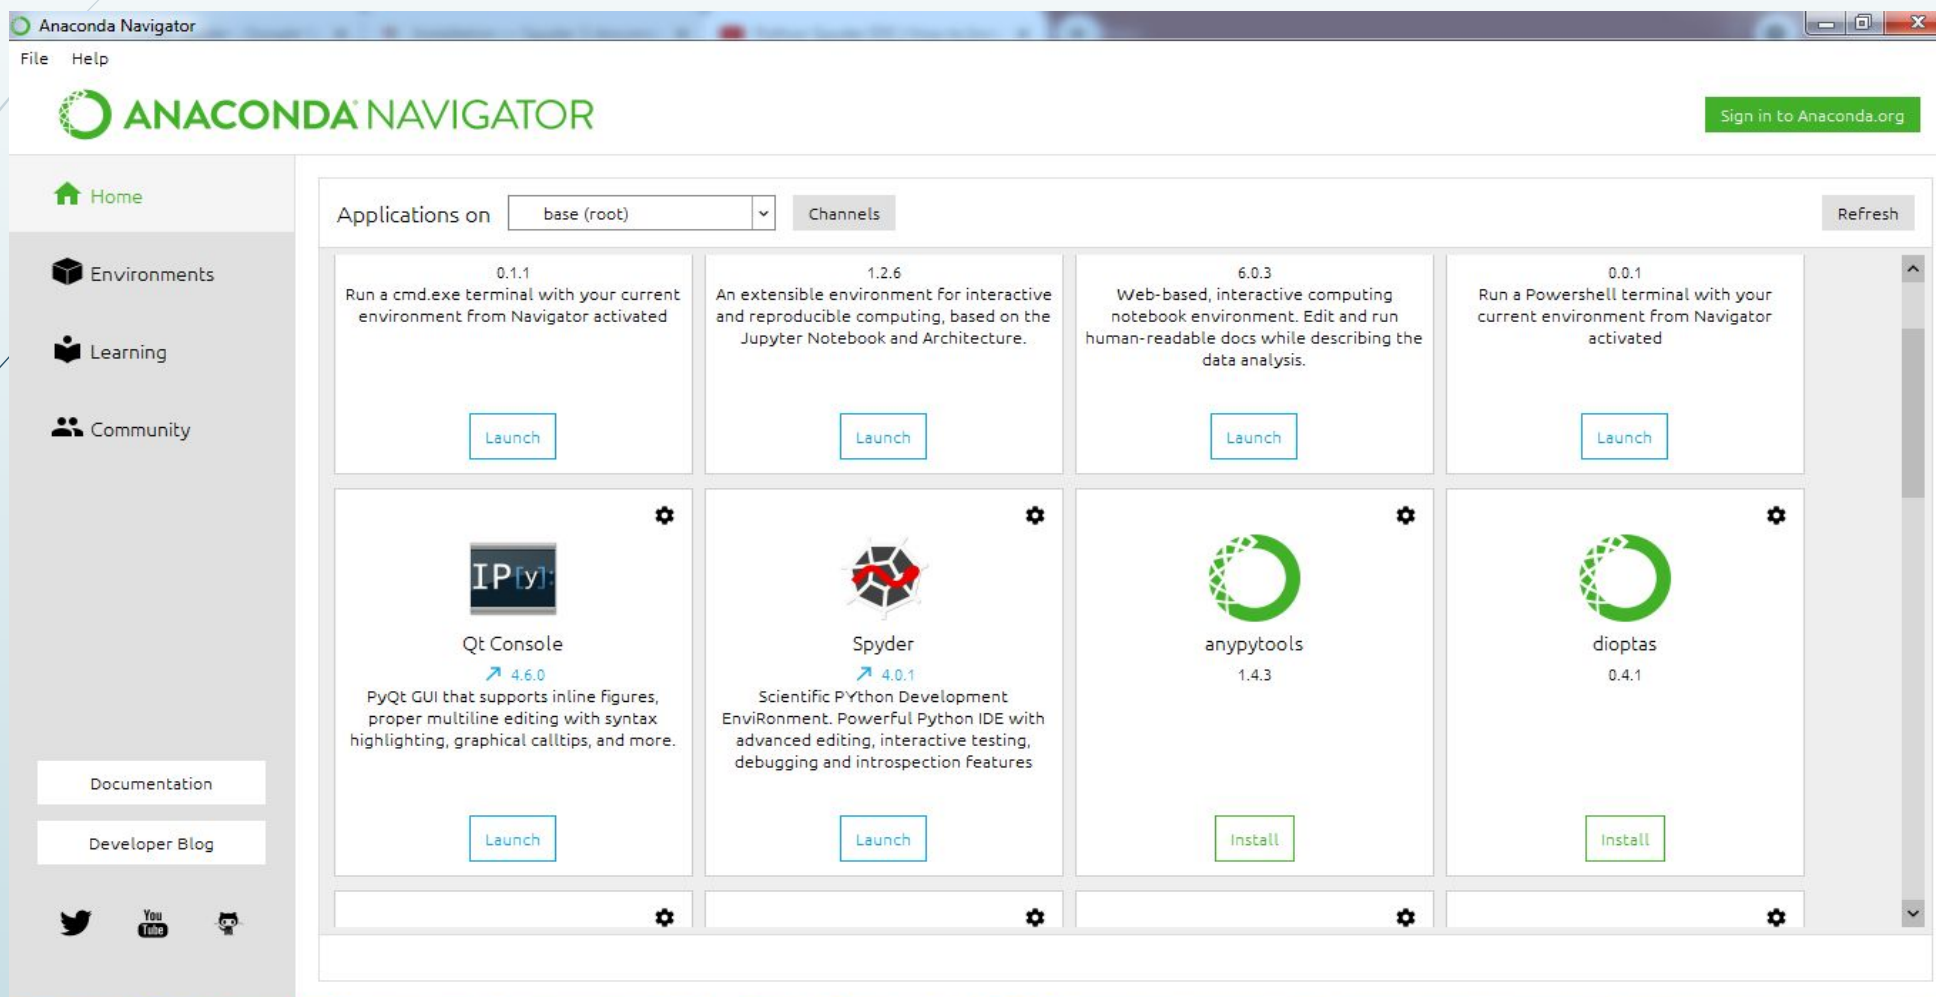 Anaconda Navigator
File Help
ANACONDA NAVIGATOR
Sign in to Anaconda.org
Home
Environments
Learning
Community
Documentation
Developer Blog
You
Tube
Applications on base (root) Channels Refresh
0.1.1
Run a cmd.exe terminal with your current
environment from Navigator activated
Launch
1.2.6
An extensible environment for interactive
and reproducible computing, based on the
Jupyter Notebook and Architecture.
Launch
6.0.3
Web-based, interactive computing
notebook environment. Edit and run
human-readable docs while describing the
data analysis.
Launch
0.0.1
Run a Powershell terminal with your
current environment from Navigator
activated
Launch
IP[y]:
Qt Console
4.6.0
PyQt GUI that supports inline figures,
proper multiline editing with syntax
highlighting, graphical calltips, and more.
Launch
Spyder
4.0.1
Scientific PYthon Development
EnviRonment. Powerful Python IDE with
advanced editing, interactive testing,
debugging and introspection features
Launch
anypytools
1.4.3
Install
dioptas
0.4.1
Install